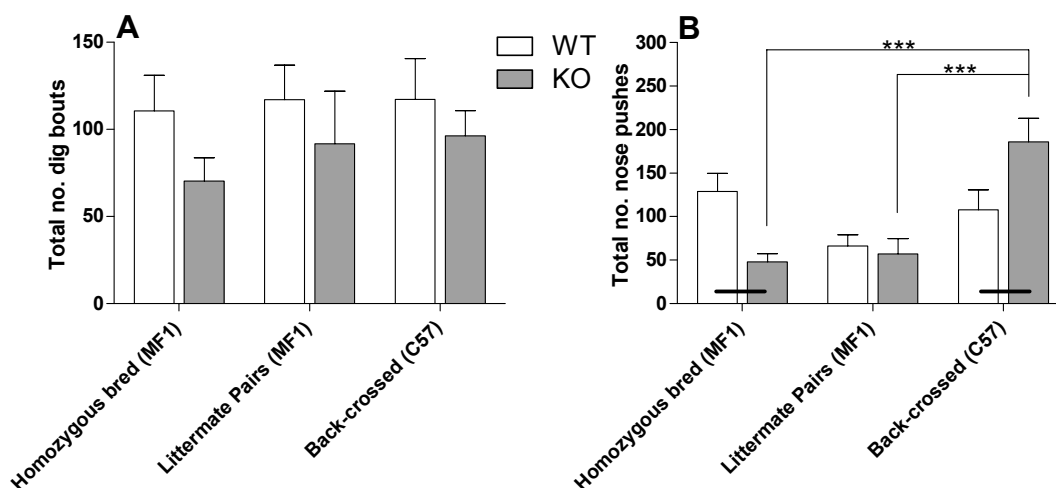 A
Total no. dig bouts
150
100
50
0
Homozygous bred (MF1)
Littermate Pairs (MF1)
Back-crossed (C57)
WT
KO
B
Total no. nose pushes
300
250
200
150
100
50
0
***
***
Homozygous bred (MF1)
Littermate Pairs (MF1)
Back-crossed (C57)